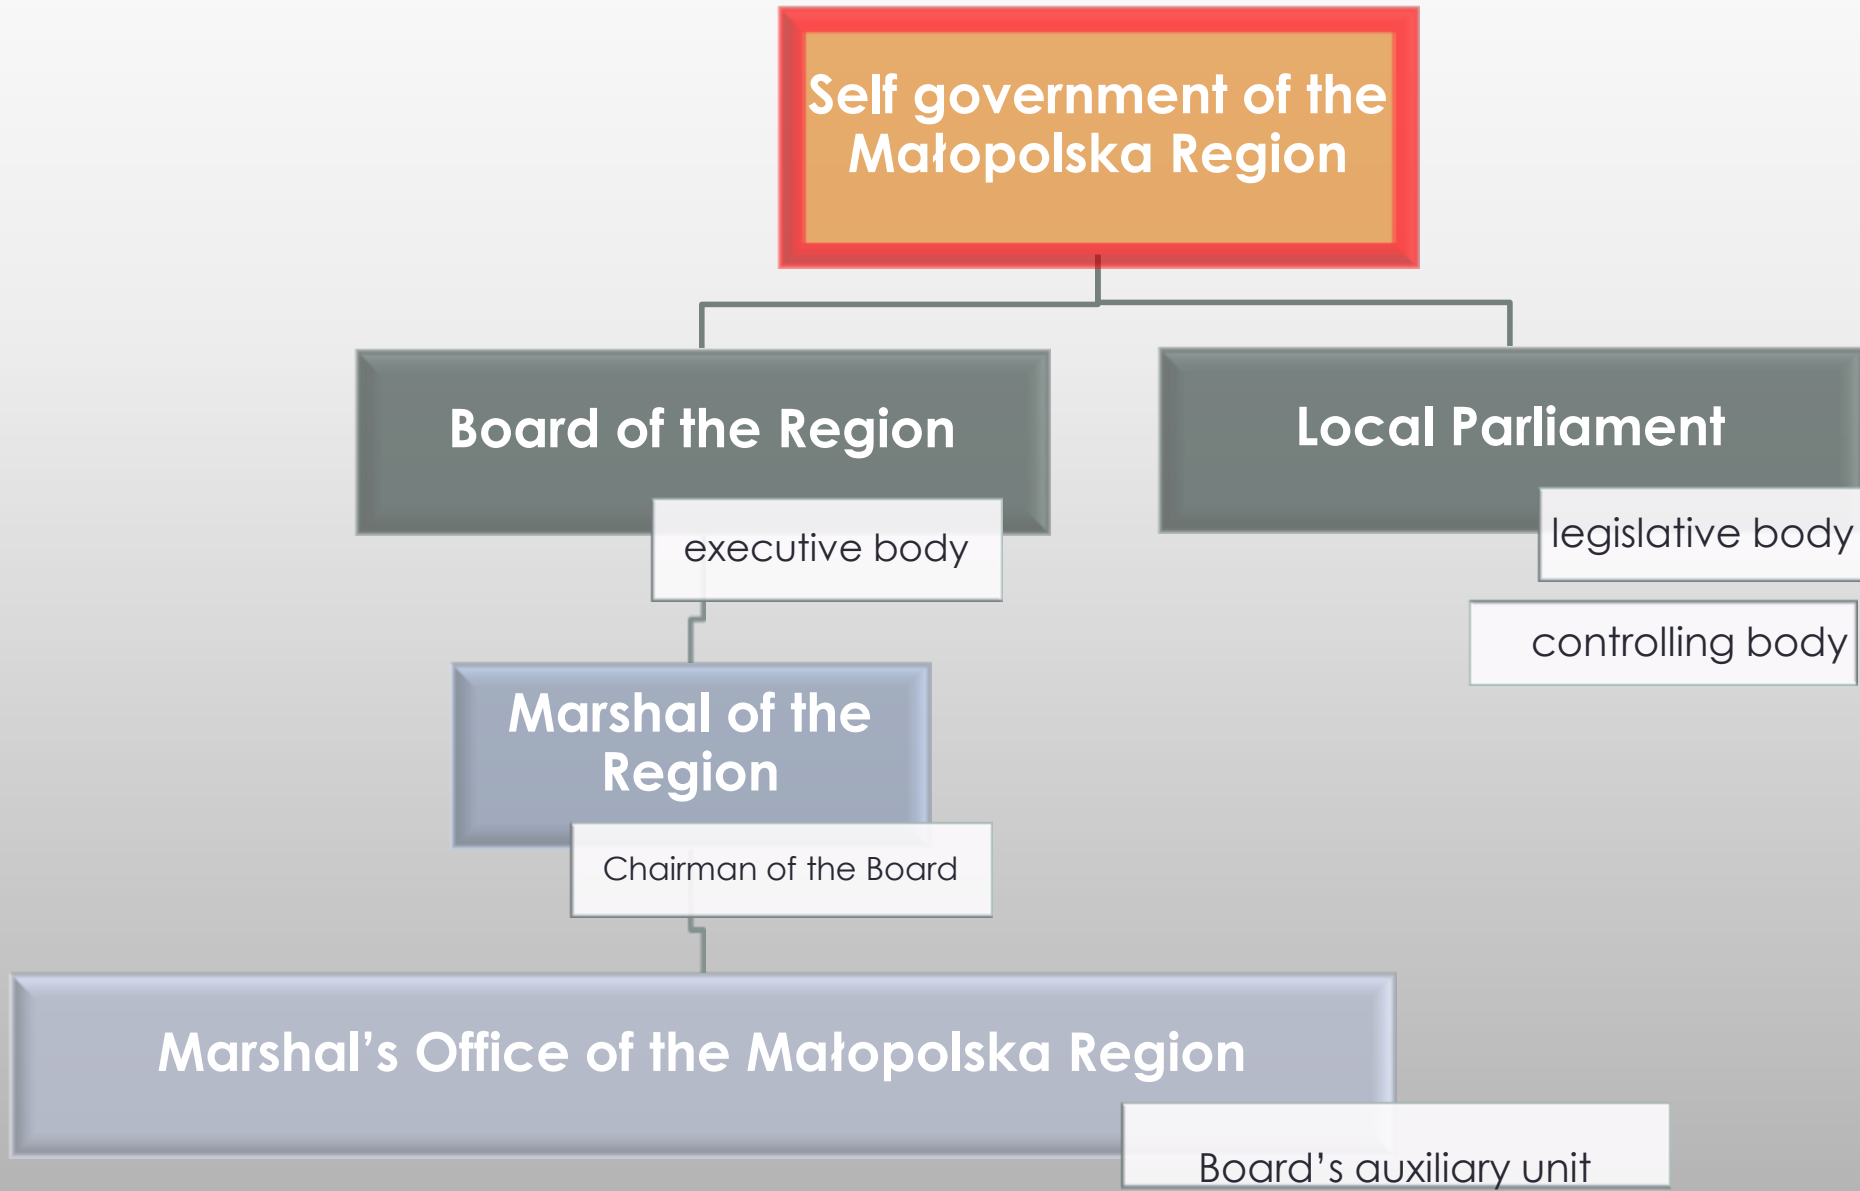 Self government of the
Małopolska Region
Board of the Region
executive body
Local Parliament
legislative body
controlling body
Marshal of the
Region
Chairman of the Board
Marshal’s Office of the Małopolska Region
Board’s auxiliary unit